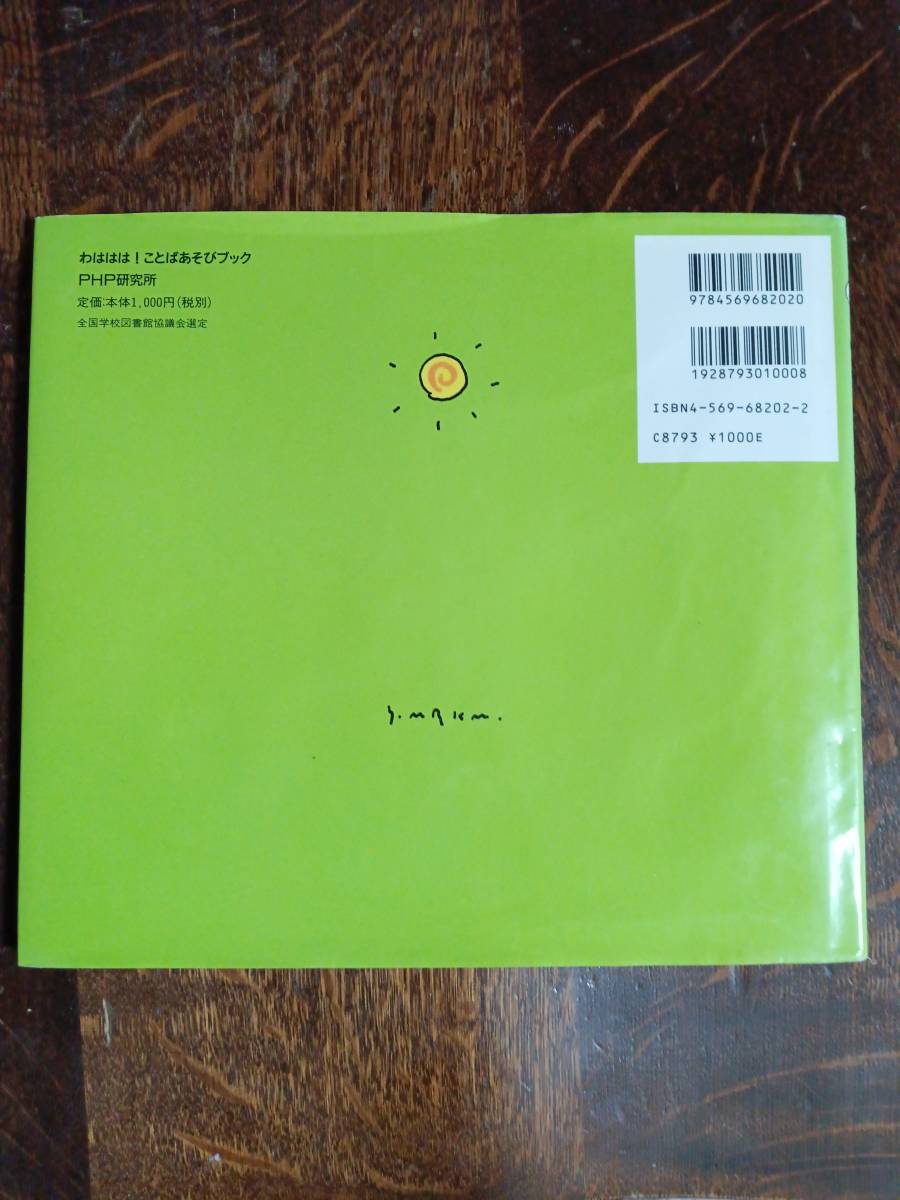 わははは！ことばあそびブック
PHP研究所
定価：本体1,000円（税別）
全国学校図書館協議会選定
9784569682020
1928793010008
ISBN4-569-68202-2
C8793 ¥1000E